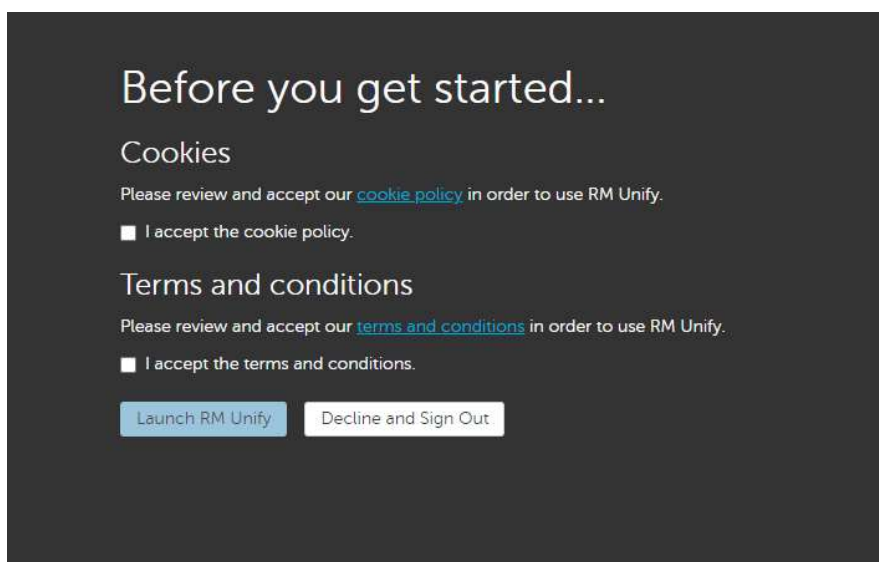 Before you get started...
Cookies
Please review and accept our cookie policy in order to use RM Unify.
I accept the cookie policy.
Terms and conditions
Please review and accept our terms and conditions in order to use RM Unify.
I accept the terms and conditions.
Launch RM Unify
Decline and Sign Out